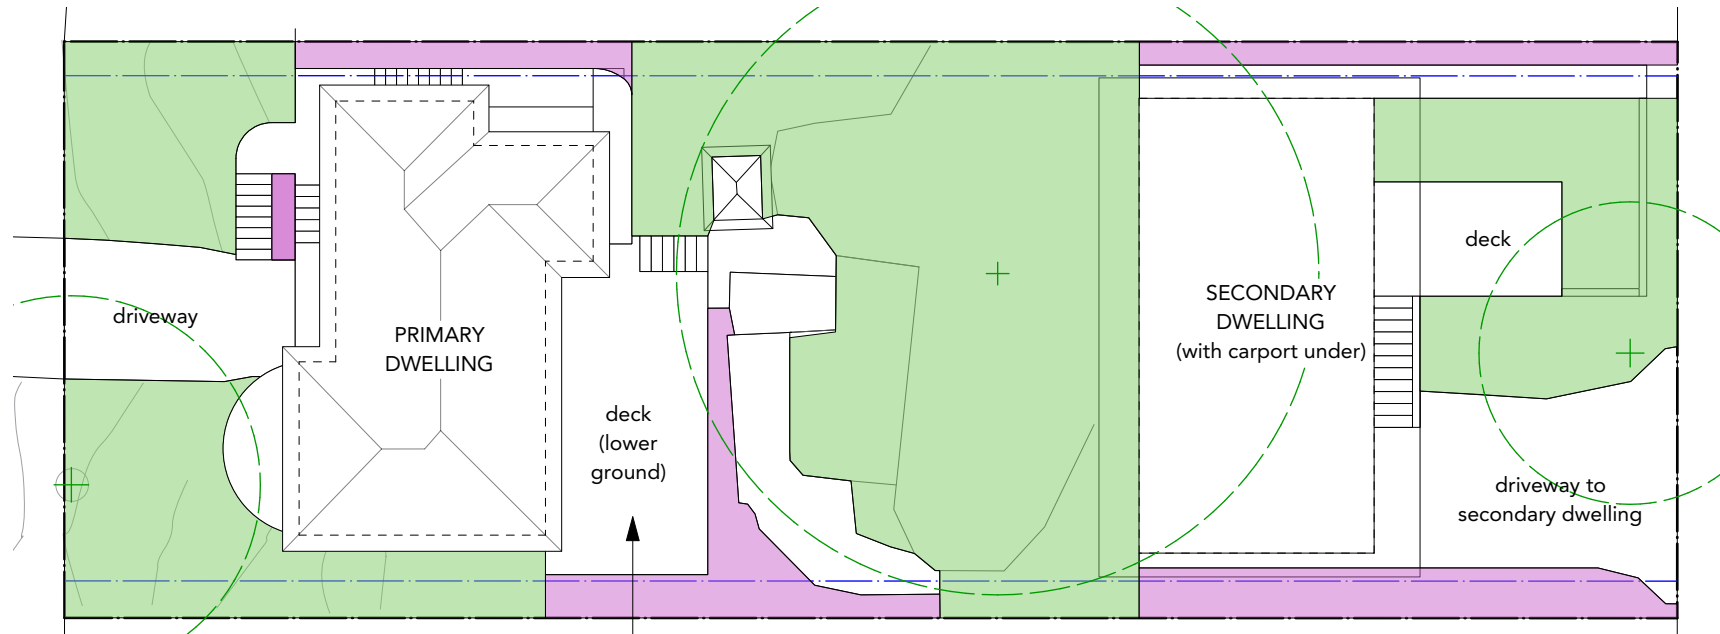 driveway
PRIMARY
DWELLING
deck
(lower
ground)
SECONDARY
DWELLING
(with carport under)
deck
driveway to
secondary dwelling